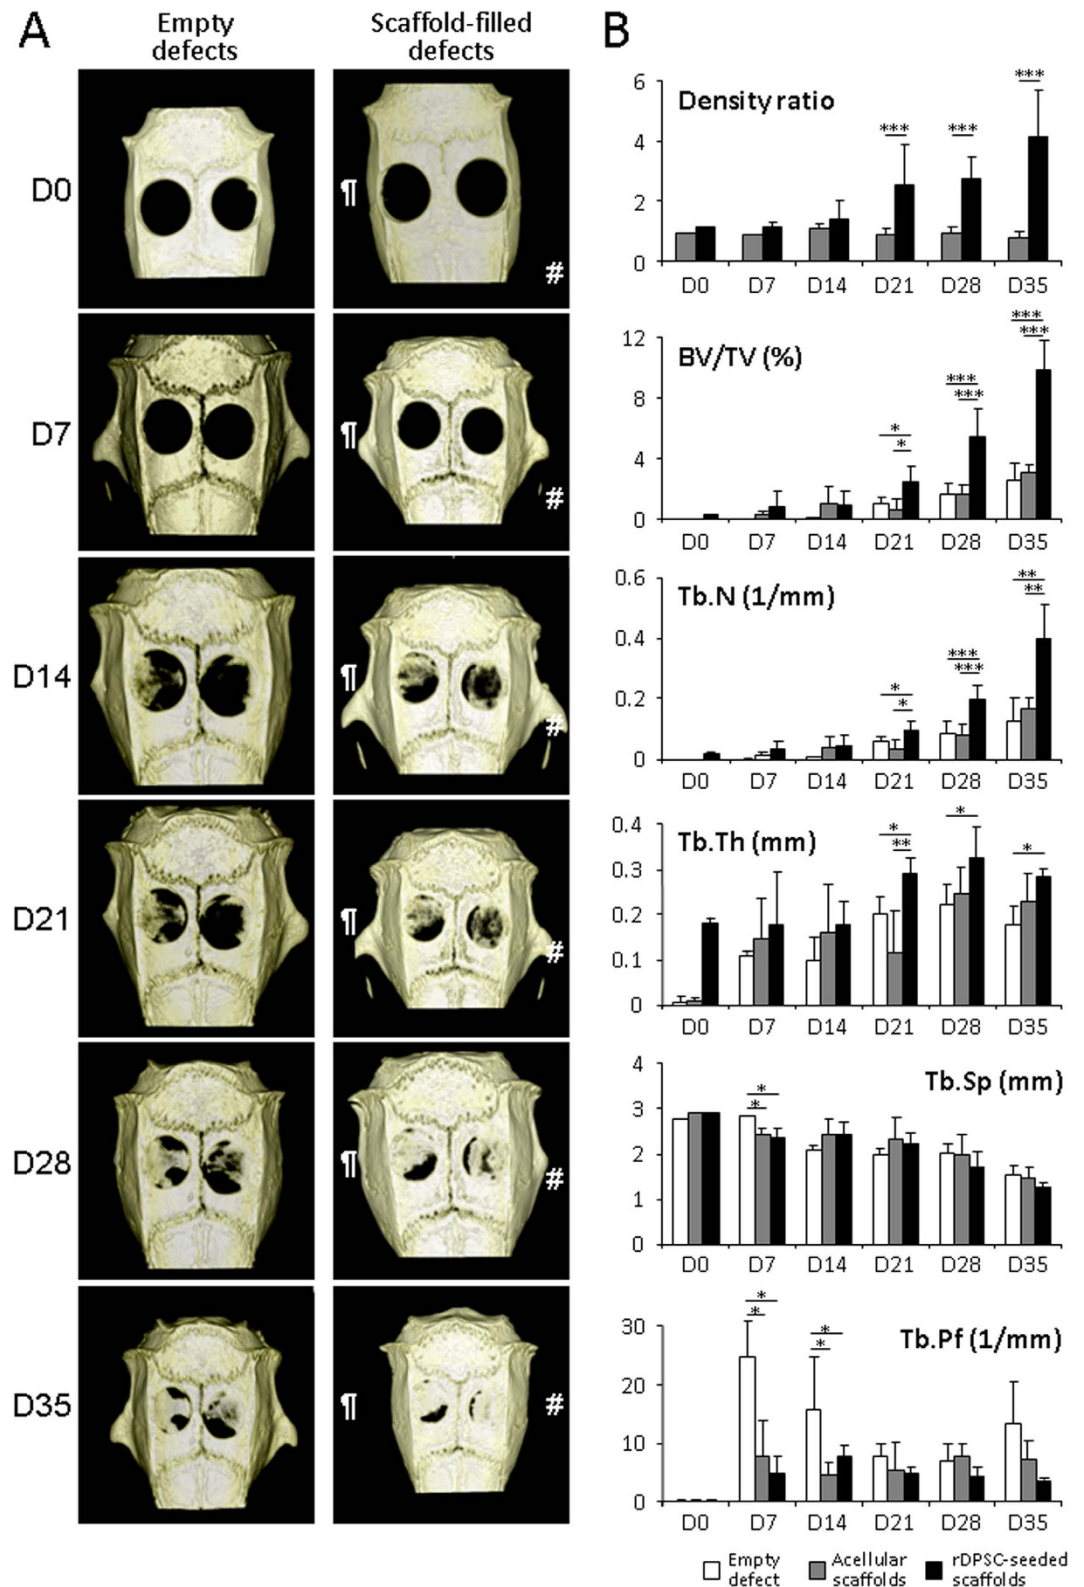 A
Empty
defects
Scaffold-filled
defects
D0
¶
#
D7
¶
#
D14
¶
#
D21
¶
#
D28
¶
#
D35
¶
#
B
Density ratio
6
4
2
0
***
***
***
D0 D7 D14 D21 D28 D35
BV/TV (%)
12
8
4
0
*
*
***
***
***
***
D0 D7 D14 D21 D28 D35
Tb.N (1/mm)
0.6
0.4
0.2
0
*
*
***
***
**
**
D0 D7 D14 D21 D28 D35
Tb.Th (mm)
0.4
0.3
0.2
0.1
0
*
**
*
*
D0 D7 D14 D21 D28 D35
Tb.Sp (mm)
4
3
2
1
0
*
*
D0 D7 D14 D21 D28 D35
Tb.Pf (1/mm)
30
20
10
0
*
*
*
*
D0 D7 D14 D21 D28 D35
Empty
defect
Acellular
scaffolds
rDPSC-seeded
scaffolds